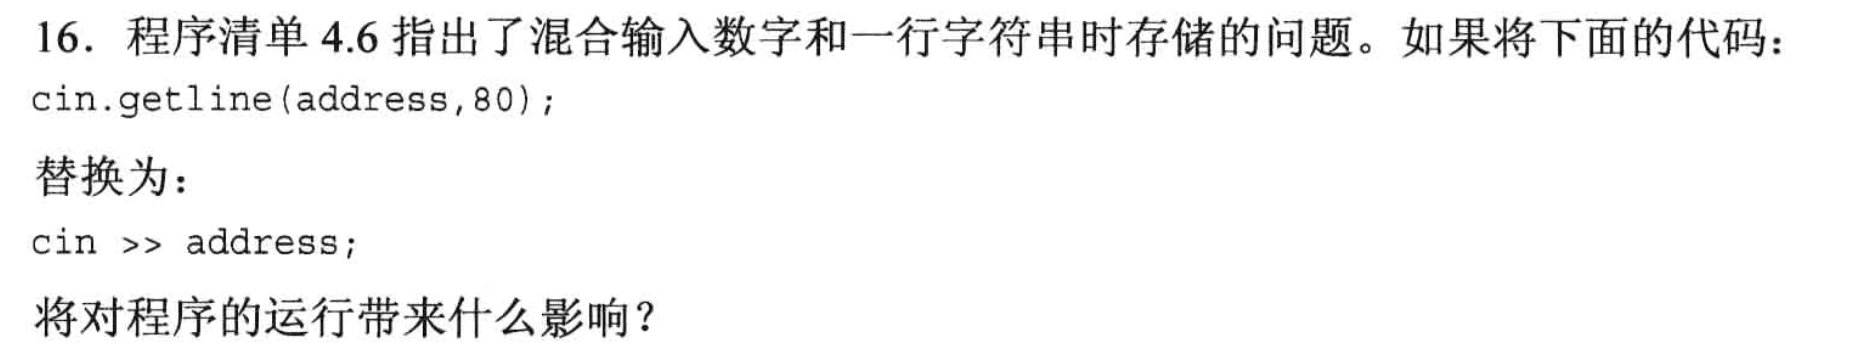 16. 程序清单 4.6 指出了混合输入数字和一行字符串时存储的问题。如果将下面的代码：
cin.getline(address,80);
替换为：
cin >> address;
将对程序的运行带来什么影响？